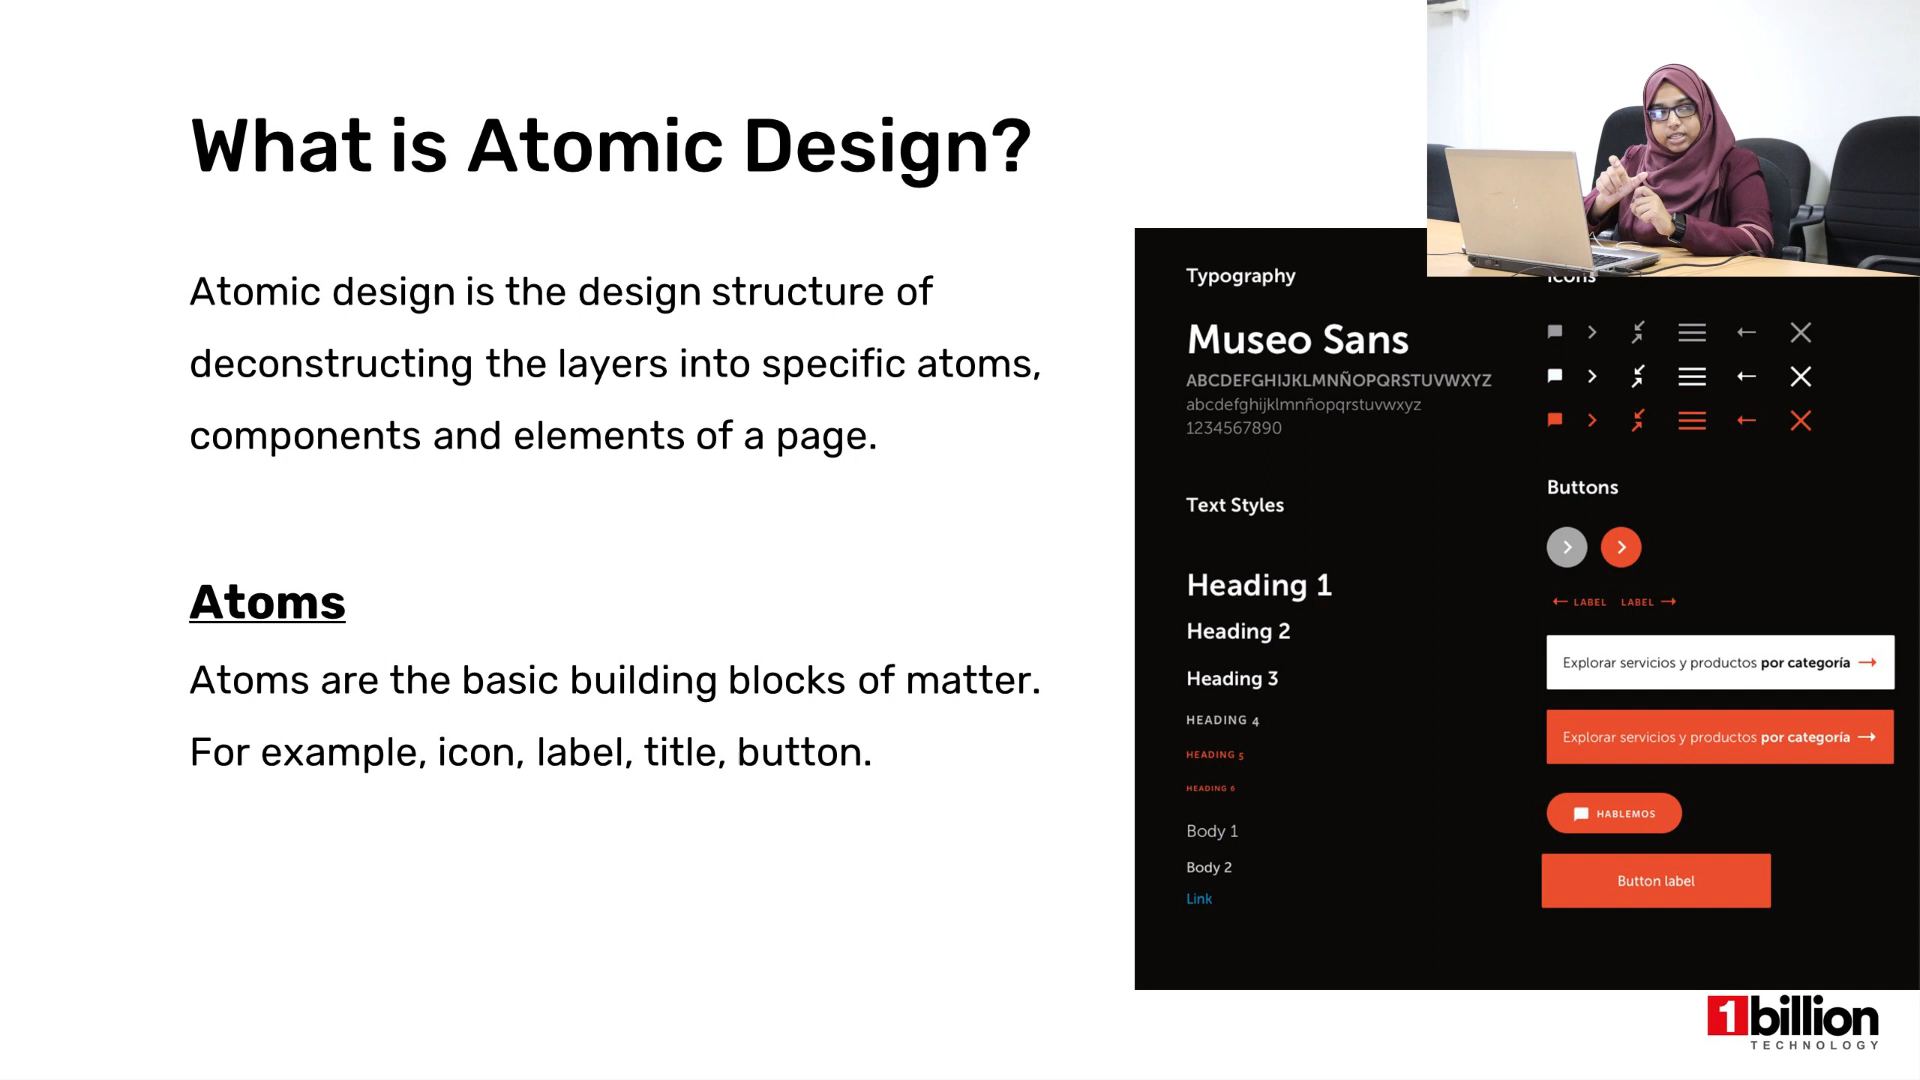 What is Atomic Design?
Atomic design is the design structure of
deconstructing the layers into specific atoms,
components and elements of a page.
Atoms
Atoms are the basic building blocks of matter.
For example, icon, label, title, button.
Typography
Museo Sans
ABCDEFGHIJKLMNÑOPQRSTUVWXYZ
abcdefghijklmnñopqrstuvwxyz
1234567890
Text Styles
Heading 1
Heading 2
Heading 3
HEADING 4
HEADING 5
HEADING 6
Body 1
Body 2
Link
Icons
Buttons
LABEL LABEL
Explorar servicios y productos por categoría
Explorar servicios y productos por categoría
HABLEMOS
Button label
1billion
TECHNOLOGY